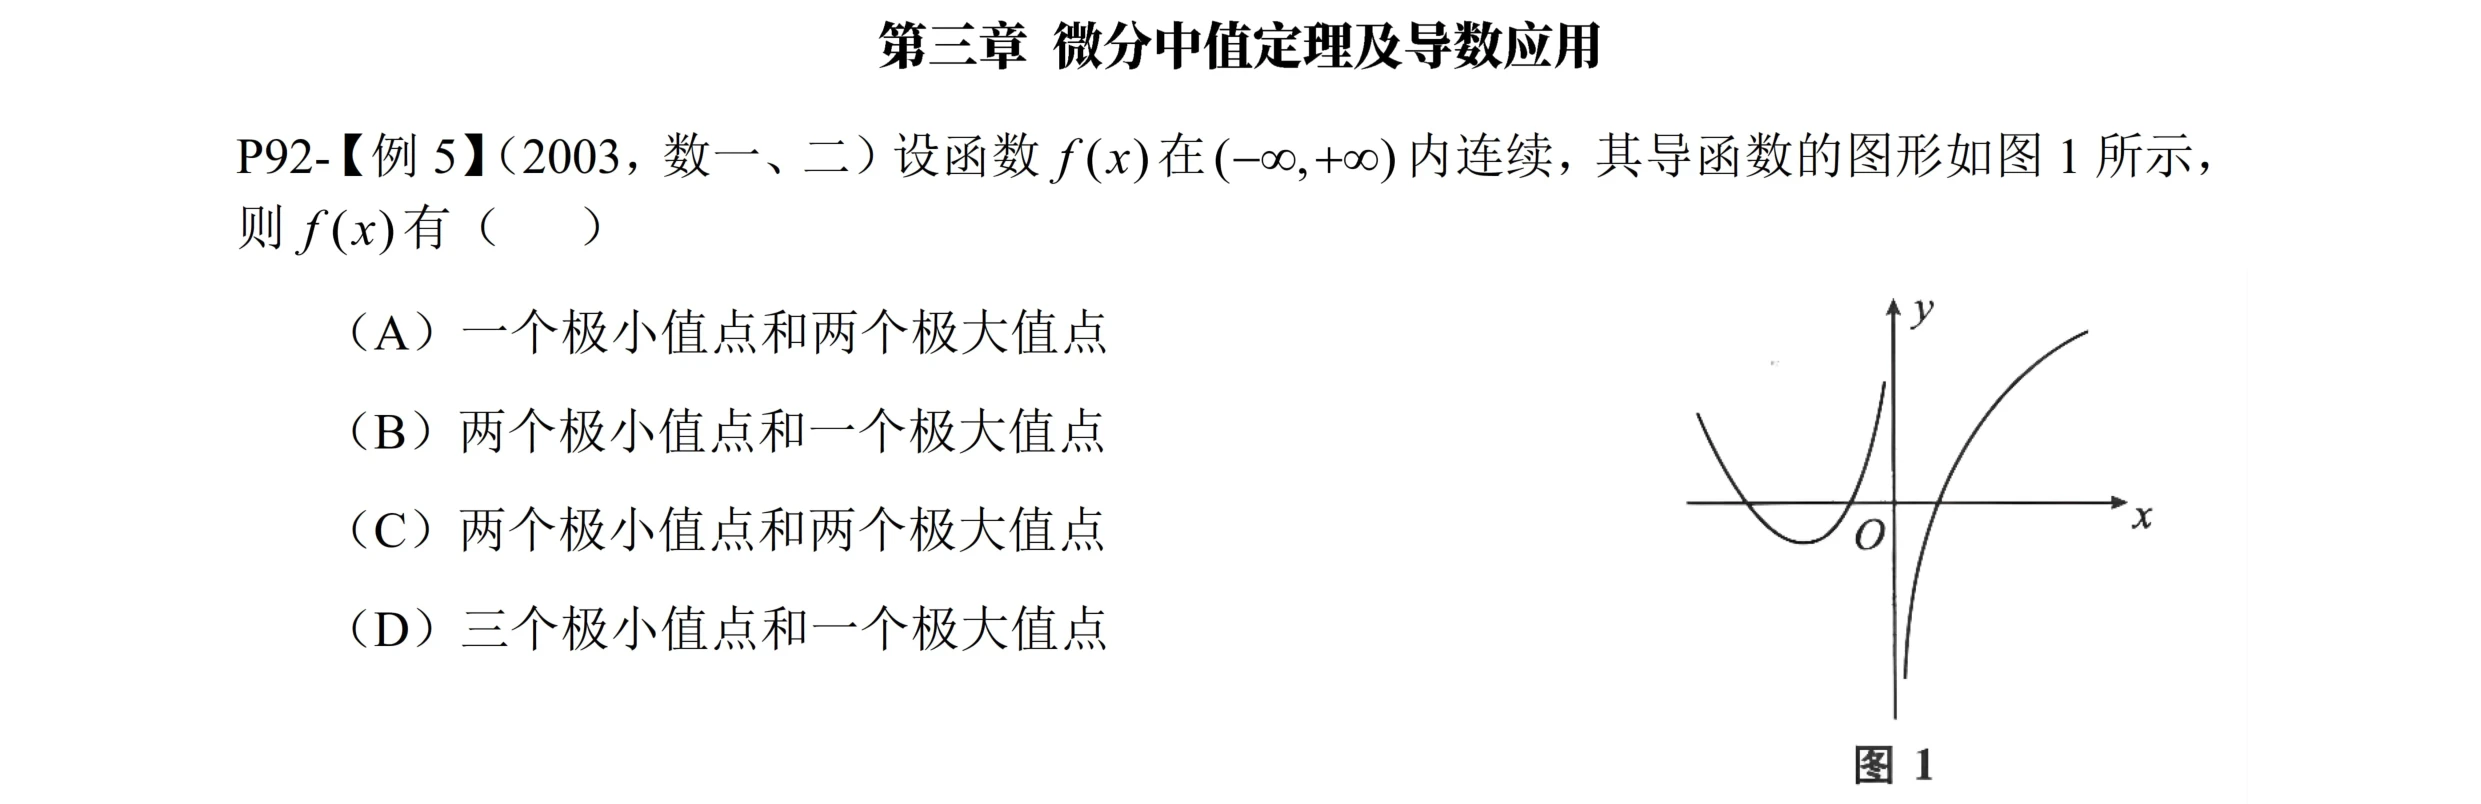 第三章 微分中值定理及导数应用
P92-【例 5】（2003，数一、二）设函数 f(x)在(−∞,+∞)内连续，其导函数的图形如图 1 所示，
则 f(x)有（ ）
（A）一个极小值点和两个极大值点
（B）两个极小值点和一个极大值点
（C）两个极小值点和两个极大值点
（D）三个极小值点和一个极大值点
y
O
x
图 1